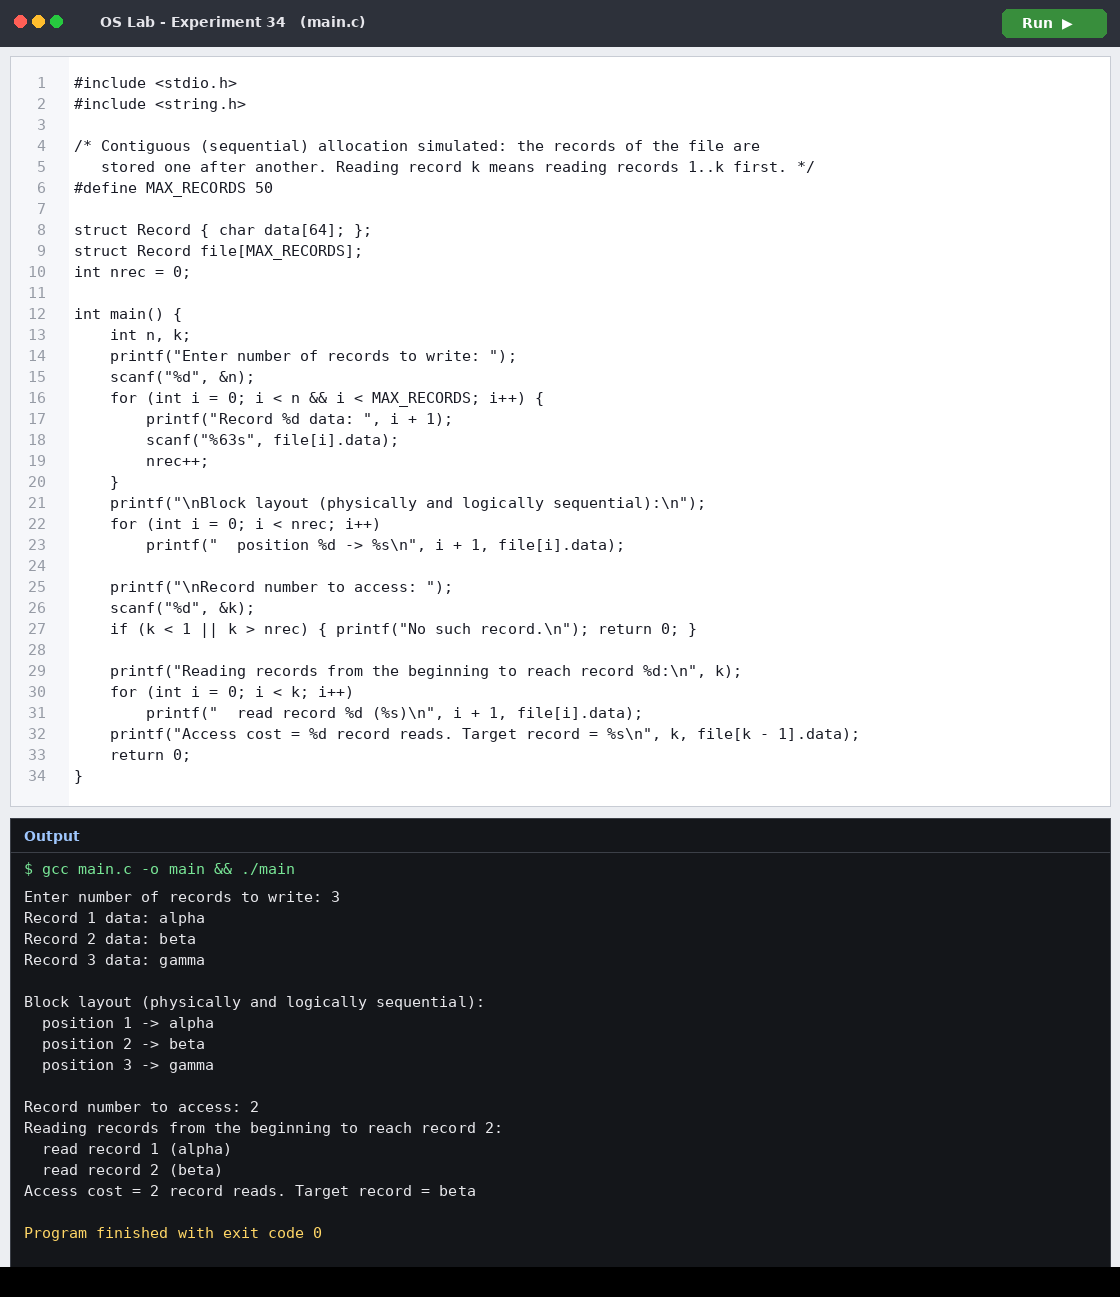 OS Lab - Experiment 34   (main.c)
Run ▶
1 #include <stdio.h>
2 #include <string.h>
3
4 /* Contiguous (sequential) allocation simulated: the records of the file are
5    stored one after another. Reading record k means reading records 1..k first. */
6 #define MAX_RECORDS 50
7
8 struct Record { char data[64]; };
9 struct Record file[MAX_RECORDS];
10 int nrec = 0;
11
12 int main() {
13     int n, k;
14     printf("Enter number of records to write: ");
15     scanf("%d", &n);
16     for (int i = 0; i < n && i < MAX_RECORDS; i++) {
17         printf("Record %d data: ", i + 1);
18         scanf("%63s", file[i].data);
19         nrec++;
20     }
21     printf("\nBlock layout (physically and logically sequential):\n");
22     for (int i = 0; i < nrec; i++)
23         printf("  position %d -> %s\n", i + 1, file[i].data);
24
25     printf("\nRecord number to access: ");
26     scanf("%d", &k);
27     if (k < 1 || k > nrec) { printf("No such record.\n"); return 0; }
28
29     printf("Reading records from the beginning to reach record %d:\n", k);
30     for (int i = 0; i < k; i++)
31         printf("  read record %d (%s)\n", i + 1, file[i].data);
32     printf("Access cost = %d record reads. Target record = %s\n", k, file[k - 1].data);
33     return 0;
34 }
Output
$ gcc main.c -o main && ./main
Enter number of records to write: 3
Record 1 data: alpha
Record 2 data: beta
Record 3 data: gamma

Block layout (physically and logically sequential):
  position 1 -> alpha
  position 2 -> beta
  position 3 -> gamma

Record number to access: 2
Reading records from the beginning to reach record 2:
  read record 1 (alpha)
  read record 2 (beta)
Access cost = 2 record reads. Target record = beta

Program finished with exit code 0